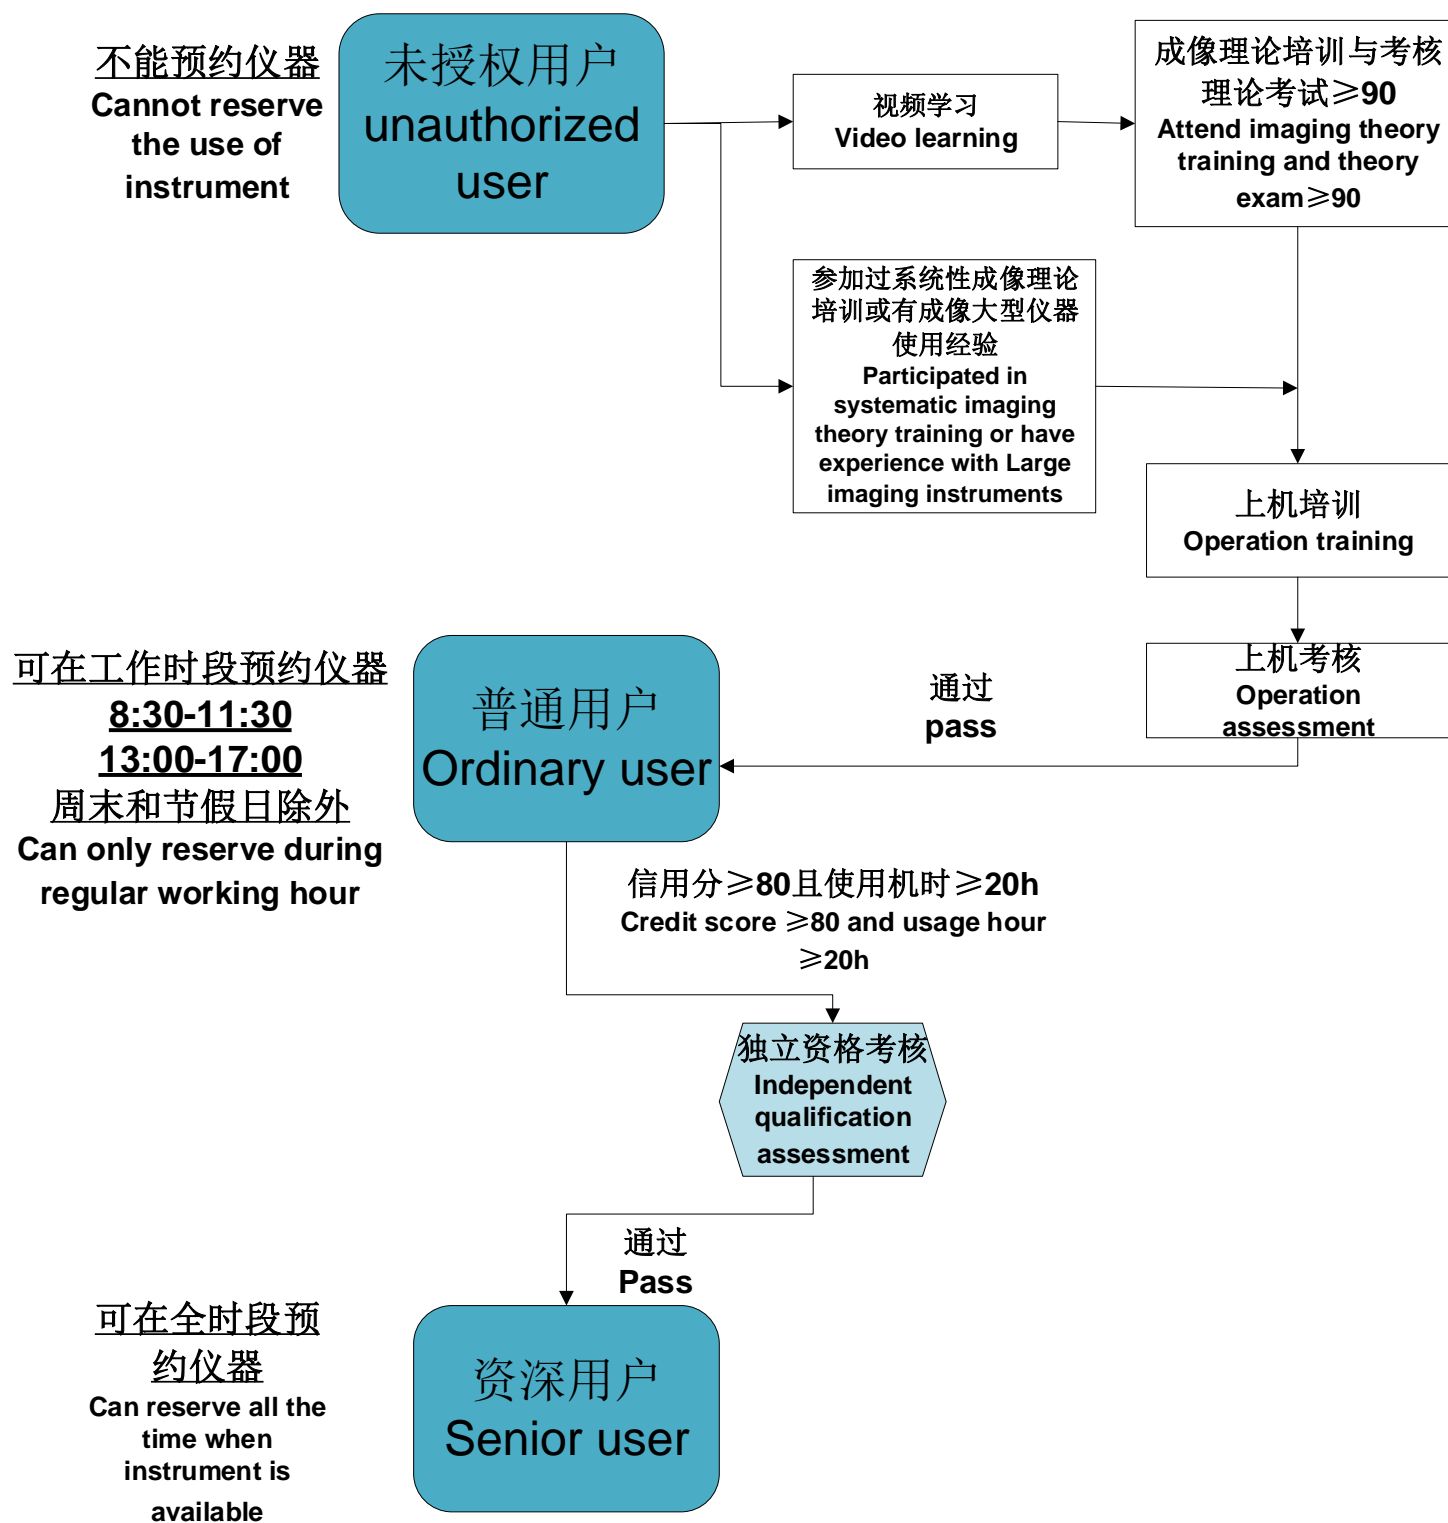 不能预约仪器
Cannot reserve
the use of
instrument
未授权用户
unauthorized
user
视频学习
Video learning
成像理论培训与考核
理论考试≥90
Attend imaging theory
training and theory
exam≥90
参加过系统性成像理论
培训或有成像大型仪器
使用经验
Participated in
systematic imaging
theory training or have
experience with Large
imaging instruments
上机培训
Operation training
上机考核
Operation
assessment
通过
pass
可在工作时段预约仪器
8:30-11:30
13:00-17:00
周末和节假日除外
Can only reserve during
regular working hour
普通用户
Ordinary user
信用分≥80且使用机时≥20h
Credit score ≥80 and usage hour
≥20h
独立资格考核
Independent
qualification
assessment
通过
Pass
可在全时段预
约仪器
Can reserve all the
time when
instrument is
available
资深用户
Senior user